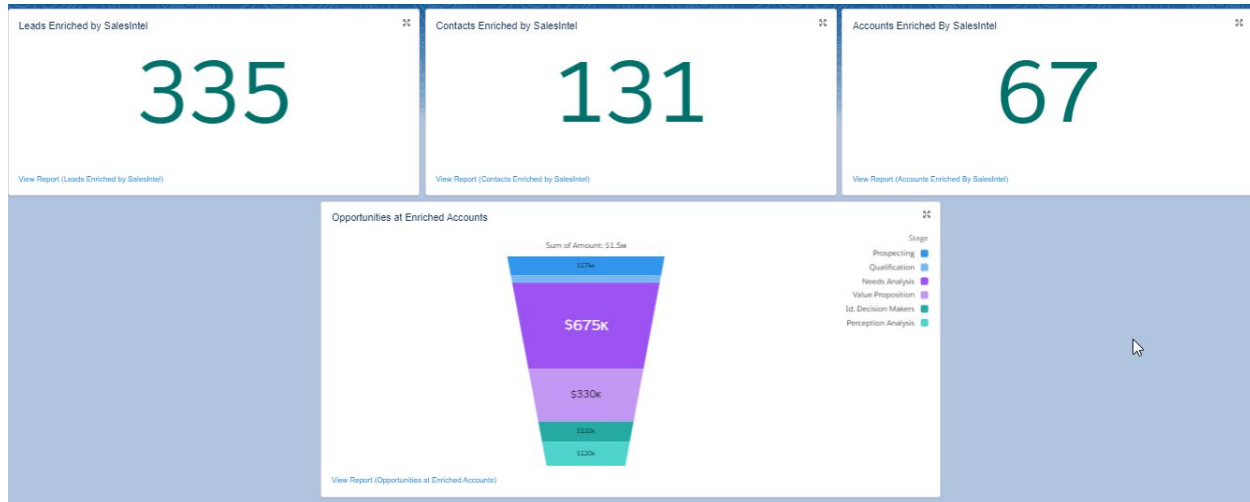 Leads Enriched by SalesIntel
335
View Report (Leads Enriched by SalesIntel)
Contacts Enriched by SalesIntel
131
View Report (Contacts Enriched by SalesIntel)
Accounts Enriched By SalesIntel
67
View Report (Accounts Enriched By SalesIntel)
Opportunities at Enriched Accounts
Sum of Amount: $1.5M
$174K
$675K
$330K
$120K
Stage
Prospecting
Qualification
Needs Analysis
Value Proposition
Id. Decision Makers
Perception Analysis
View Report (Opportunities at Enriched Accounts)